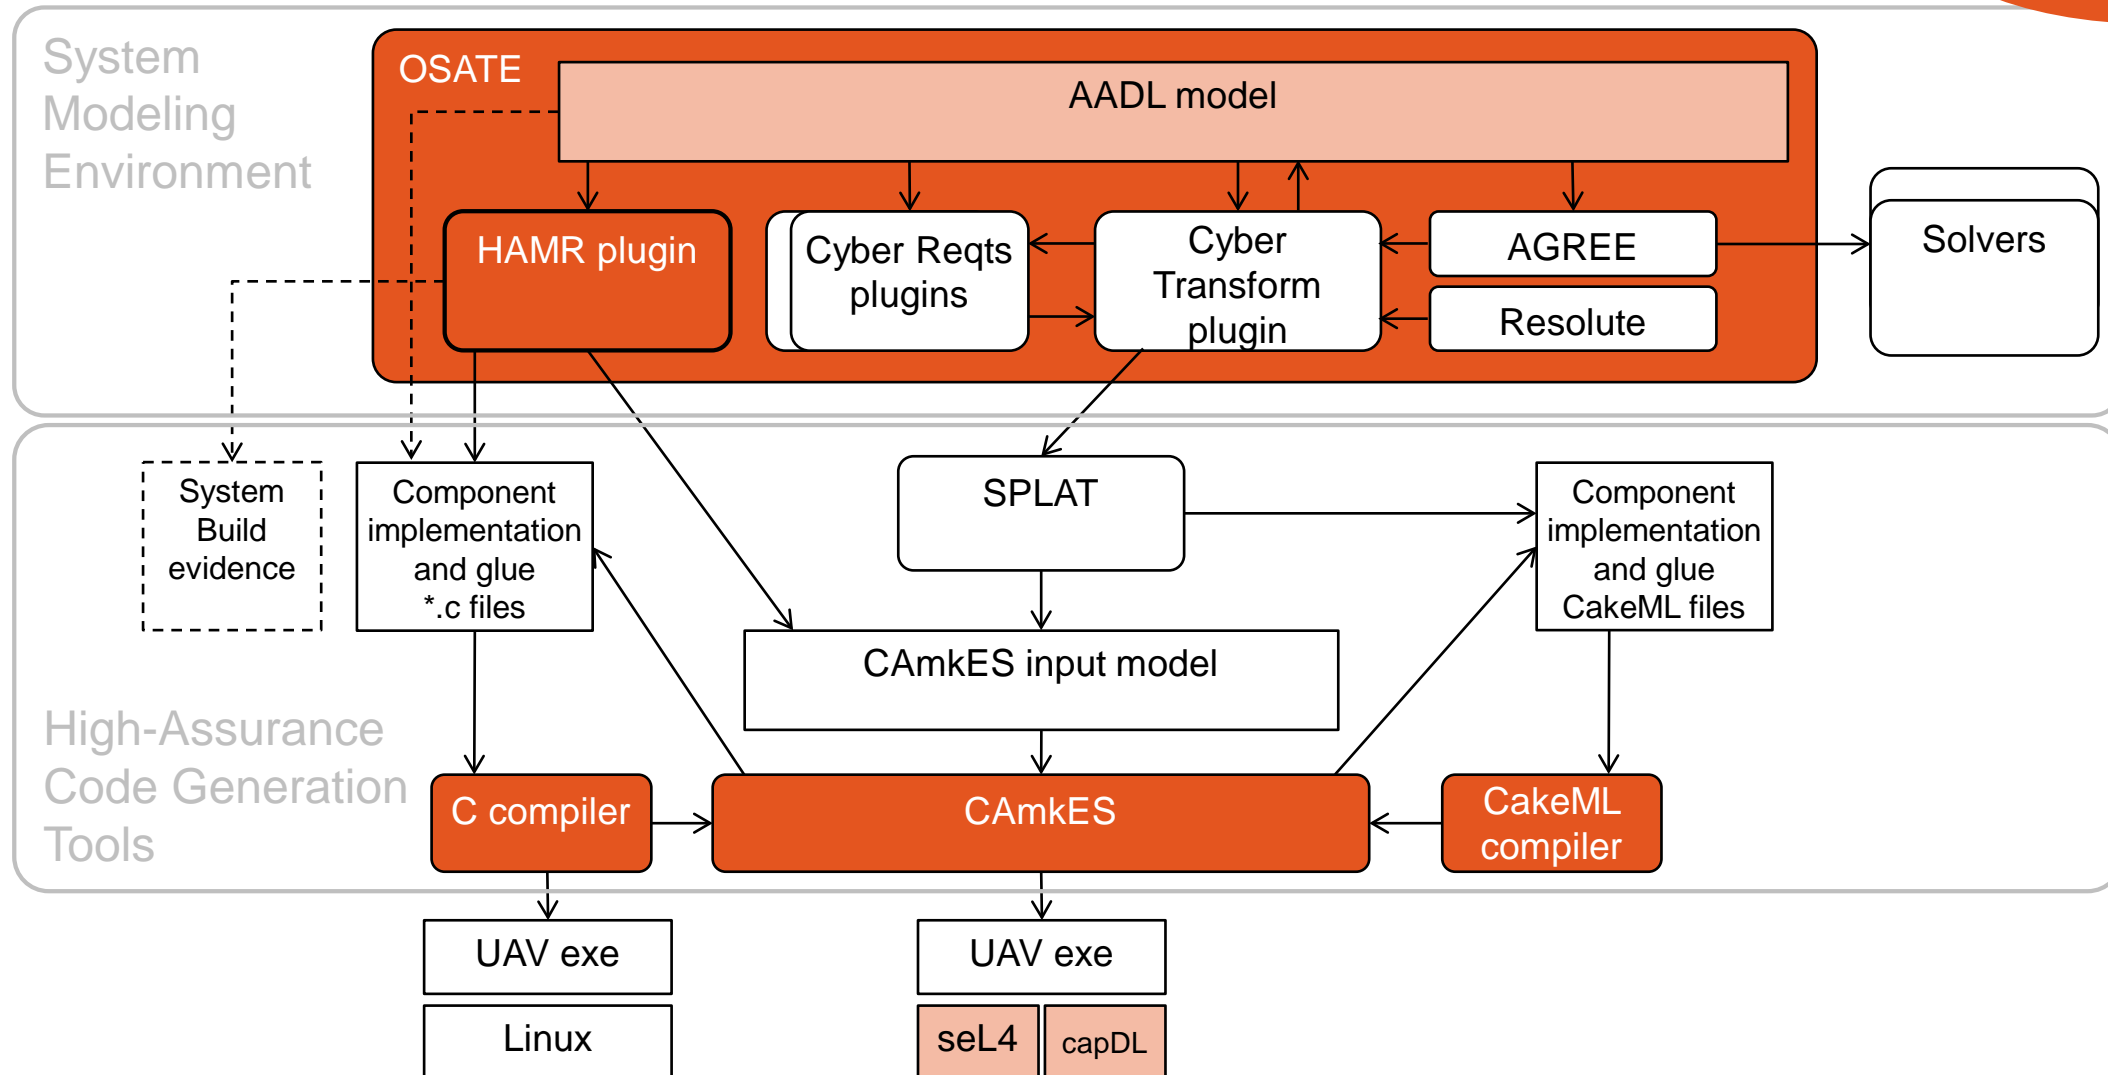 System
Modeling
Environment
OSATE
AADL model
HAMR plugin
Cyber Reqts
plugins
Cyber
Transform
plugin
AGREE
Resolute
Solvers
System
Build
evidence
Component
implementation
and glue
*.c files
SPLAT
Component
implementation
and glue
CakeML files
CAmkES input model
High-Assurance
Code Generation
Tools
C compiler
CAmkES
CakeML
compiler
UAV exe
UAV exe
Linux
seL4
capDL